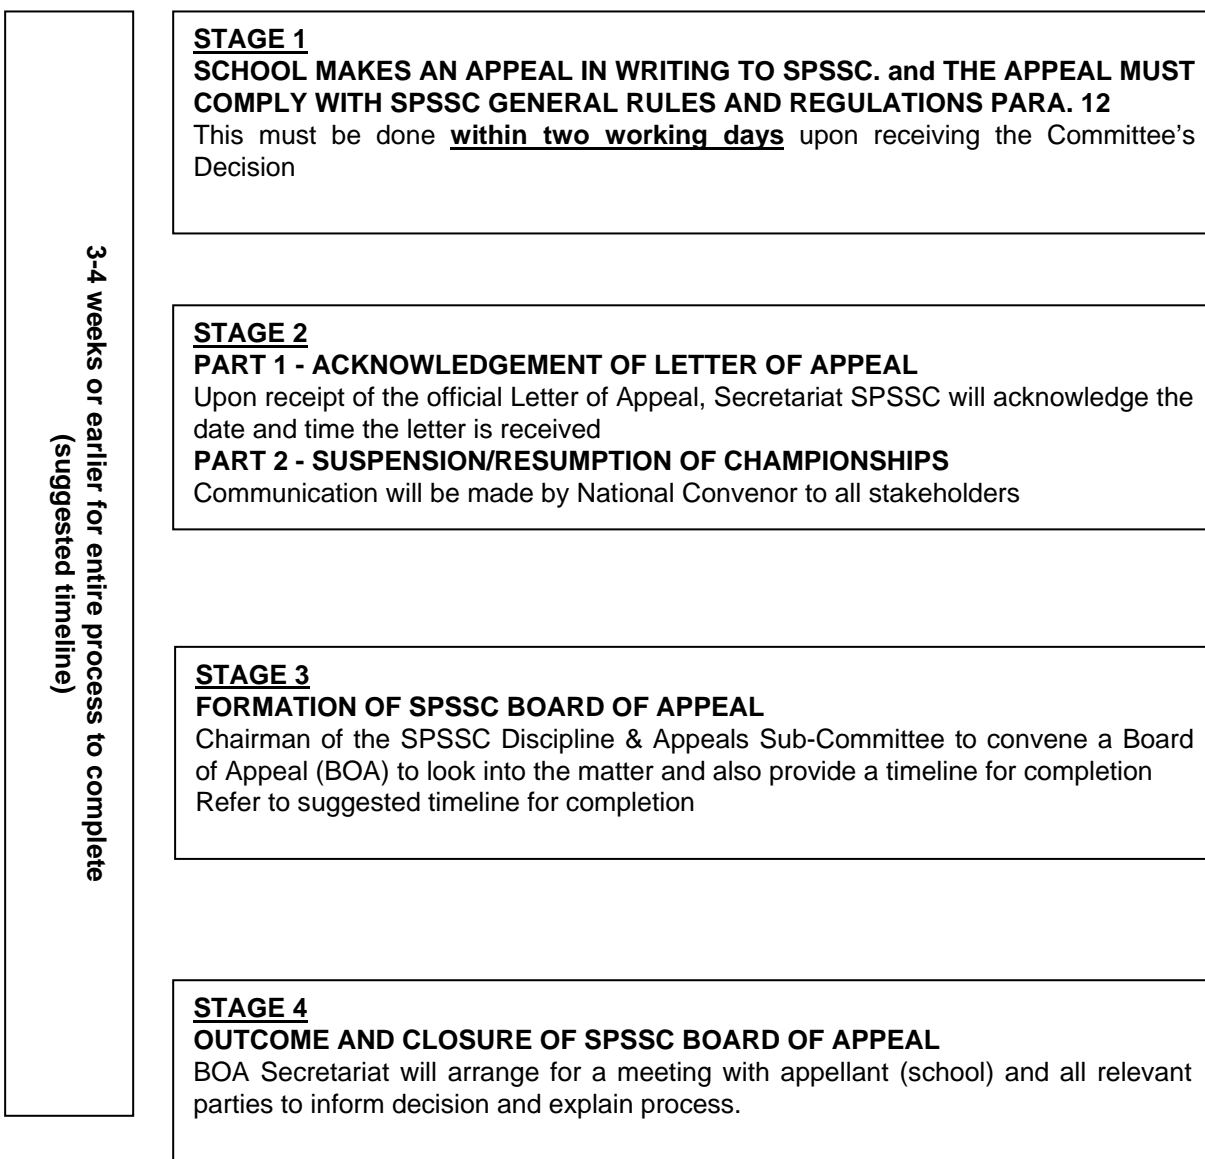 3-4 weeks or earlier for entire process to complete
(suggested timeline)
STAGE 1
SCHOOL MAKES AN APPEAL IN WRITING TO SPSSC. and THE APPEAL MUST
COMPLY WITH SPSSC GENERAL RULES AND REGULATIONS PARA. 12
This must be done within two working days upon receiving the Committee’s
Decision
STAGE 2
PART 1 - ACKNOWLEDGEMENT OF LETTER OF APPEAL
Upon receipt of the official Letter of Appeal, Secretariat SPSSC will acknowledge the
date and time the letter is received
PART 2 - SUSPENSION/RESUMPTION OF CHAMPIONSHIPS
Communication will be made by National Convenor to all stakeholders
STAGE 3
FORMATION OF SPSSC BOARD OF APPEAL
Chairman of the SPSSC Discipline & Appeals Sub-Committee to convene a Board
of Appeal (BOA) to look into the matter and also provide a timeline for completion
Refer to suggested timeline for completion
STAGE 4
OUTCOME AND CLOSURE OF SPSSC BOARD OF APPEAL
BOA Secretariat will arrange for a meeting with appellant (school) and all relevant
parties to inform decision and explain process.